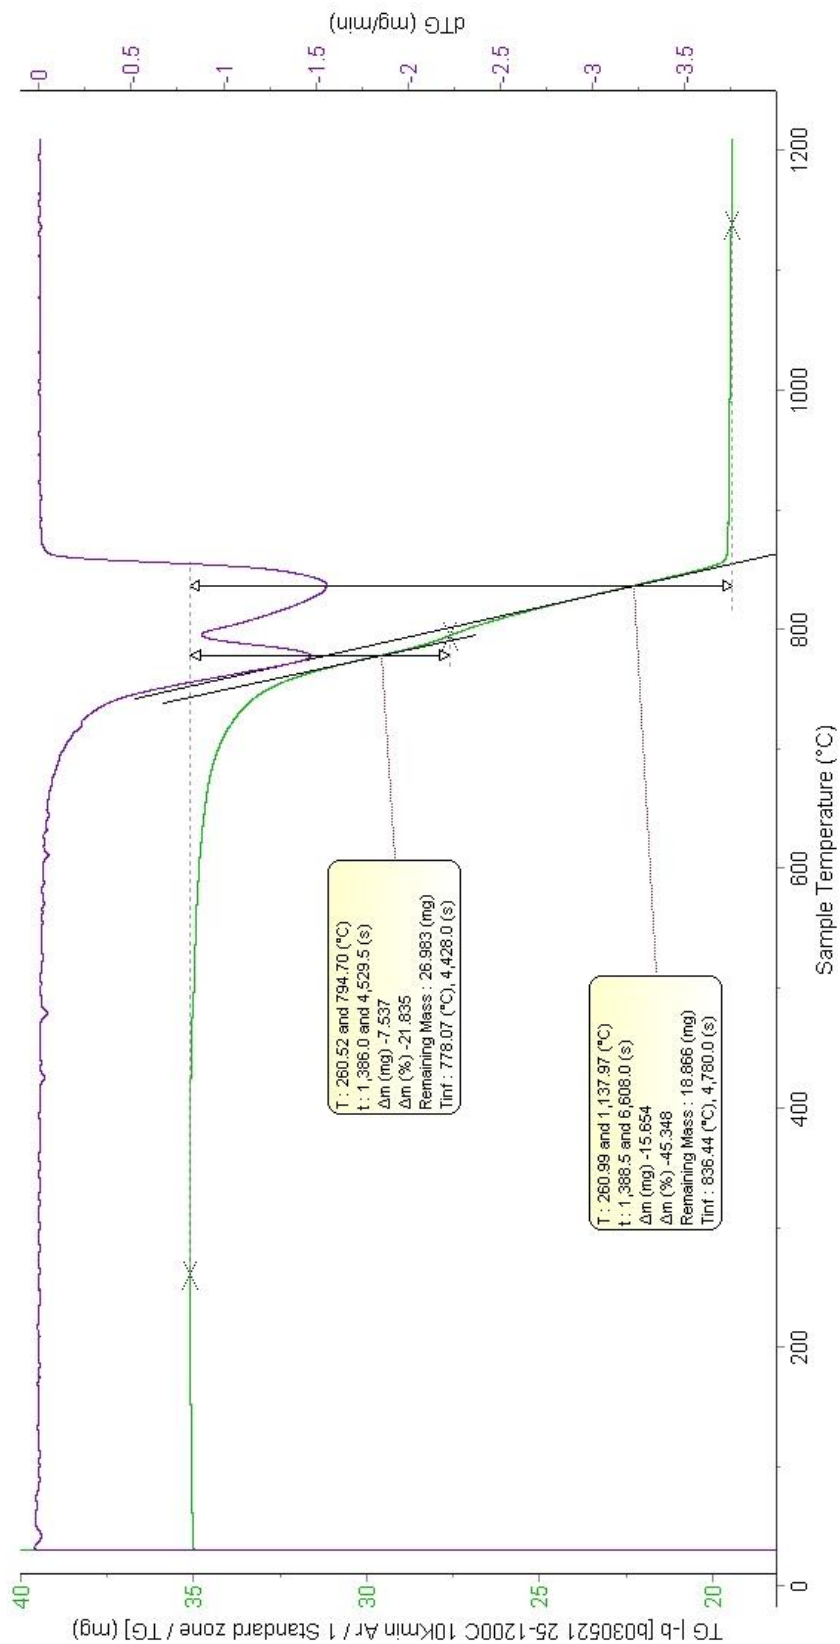 dTG (mg/min)
-0
-0.5
-1
-1.5
-2
-2.5
-3
-3.5
40
35
30
25
20
TG |-b [b030521 25-1200C 10Kmin Ar / 1 Standard zone / TG] (mg)
T : 260.52 and 794.70 (°C)
t : 1,386.0 and 4,529.5 (s)
Δm (mg) -7.537
Δm (%) -21.835
Remaining Mass : 26.983 (mg)
Tinf : 778.07 (°C), 4,428.0 (s)
T : 260.99 and 1,137.97 (°C)
t : 1,388.5 and 6,608.0 (s)
Δm (mg) -15.654
Δm (%) -45.348
Remaining Mass : 18.866 (mg)
Tinf : 836.44 (°C), 4,780.0 (s)
0
200
400
600
800
1000
1200
Sample Temperature (°C)